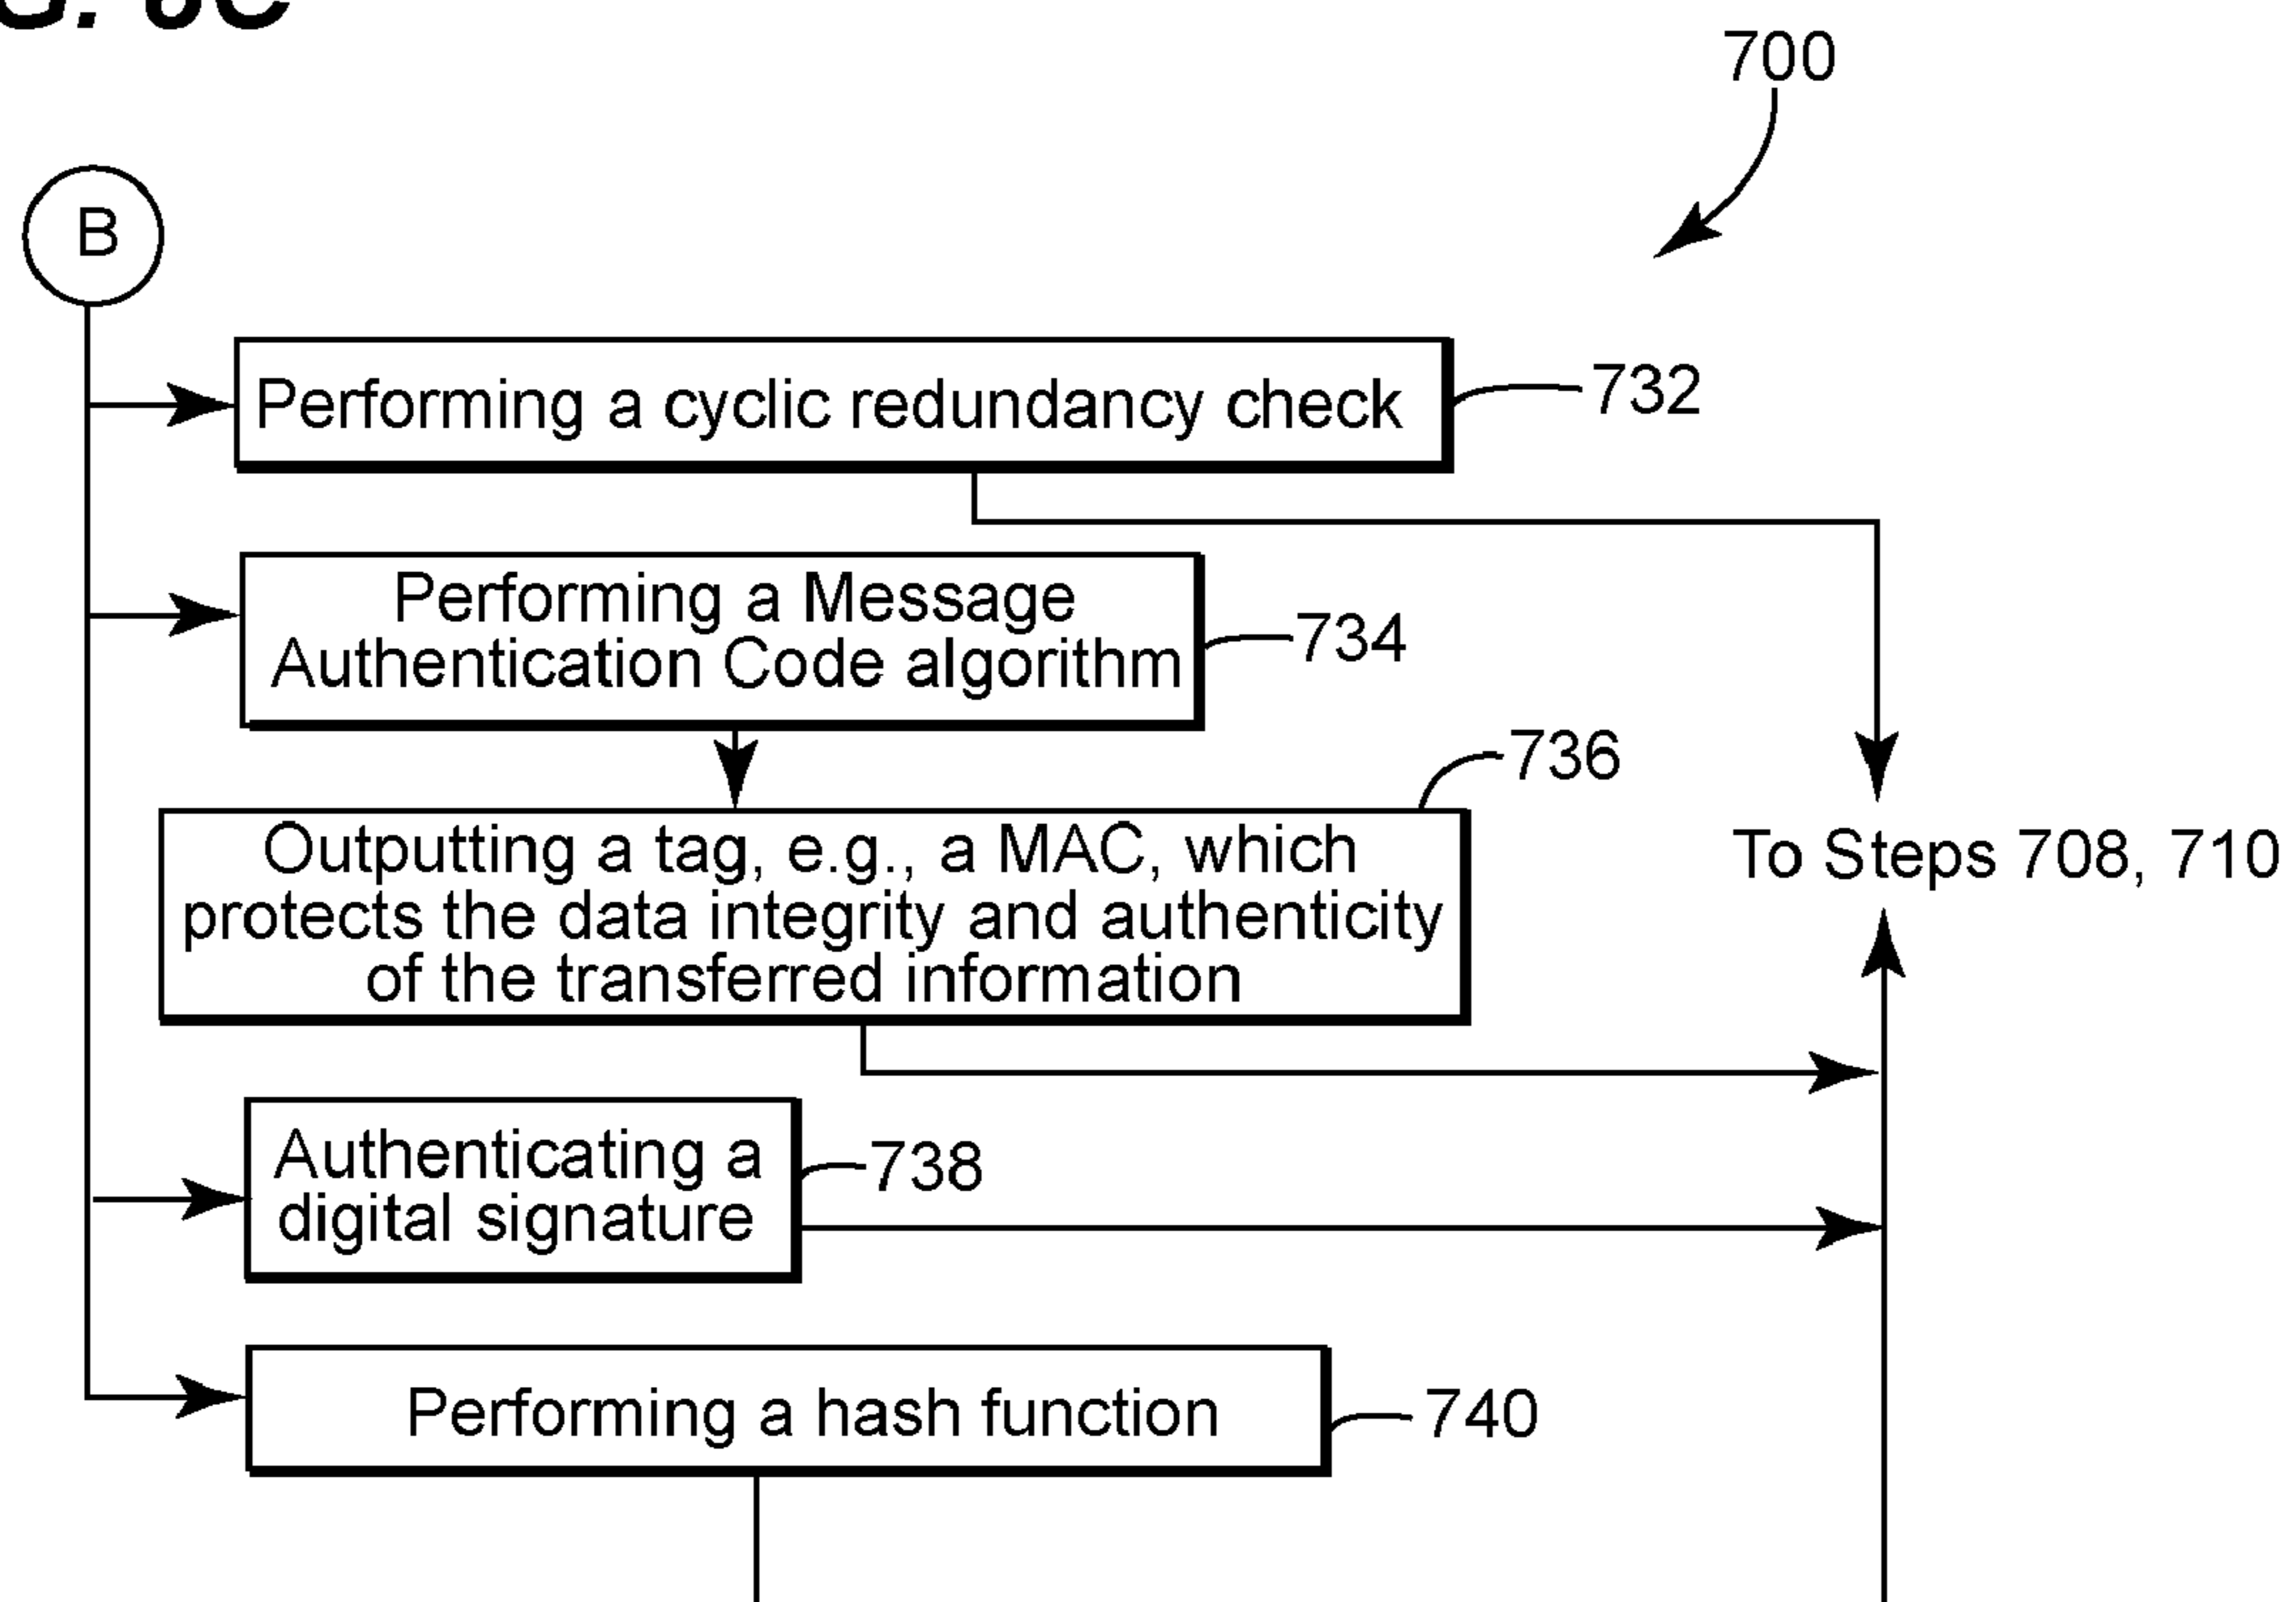 700
B
Performing a cyclic redundancy check
732
Performing a Message
Authentication Code algorithm
734
736
Outputting a tag, e.g., a MAC, which
protects the data integrity and authenticity
of the transferred information
To Steps 708, 710
Authenticating a
digital signature
738
Performing a hash function
740